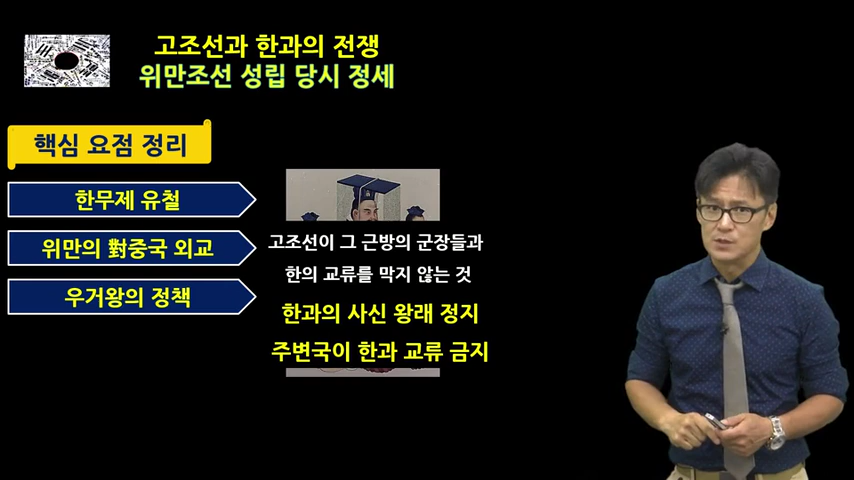 고조선과 한과의 전쟁
위만조선 성립 당시 정세
핵심 요점 정리
한무제 유철
위만의 對중국 외교
우거왕의 정책
고조선이 그 근방의 군장들과
한의 교류를 막지 않는 것
한과의 사신 왕래 정지
주변국이 한과 교류 금지